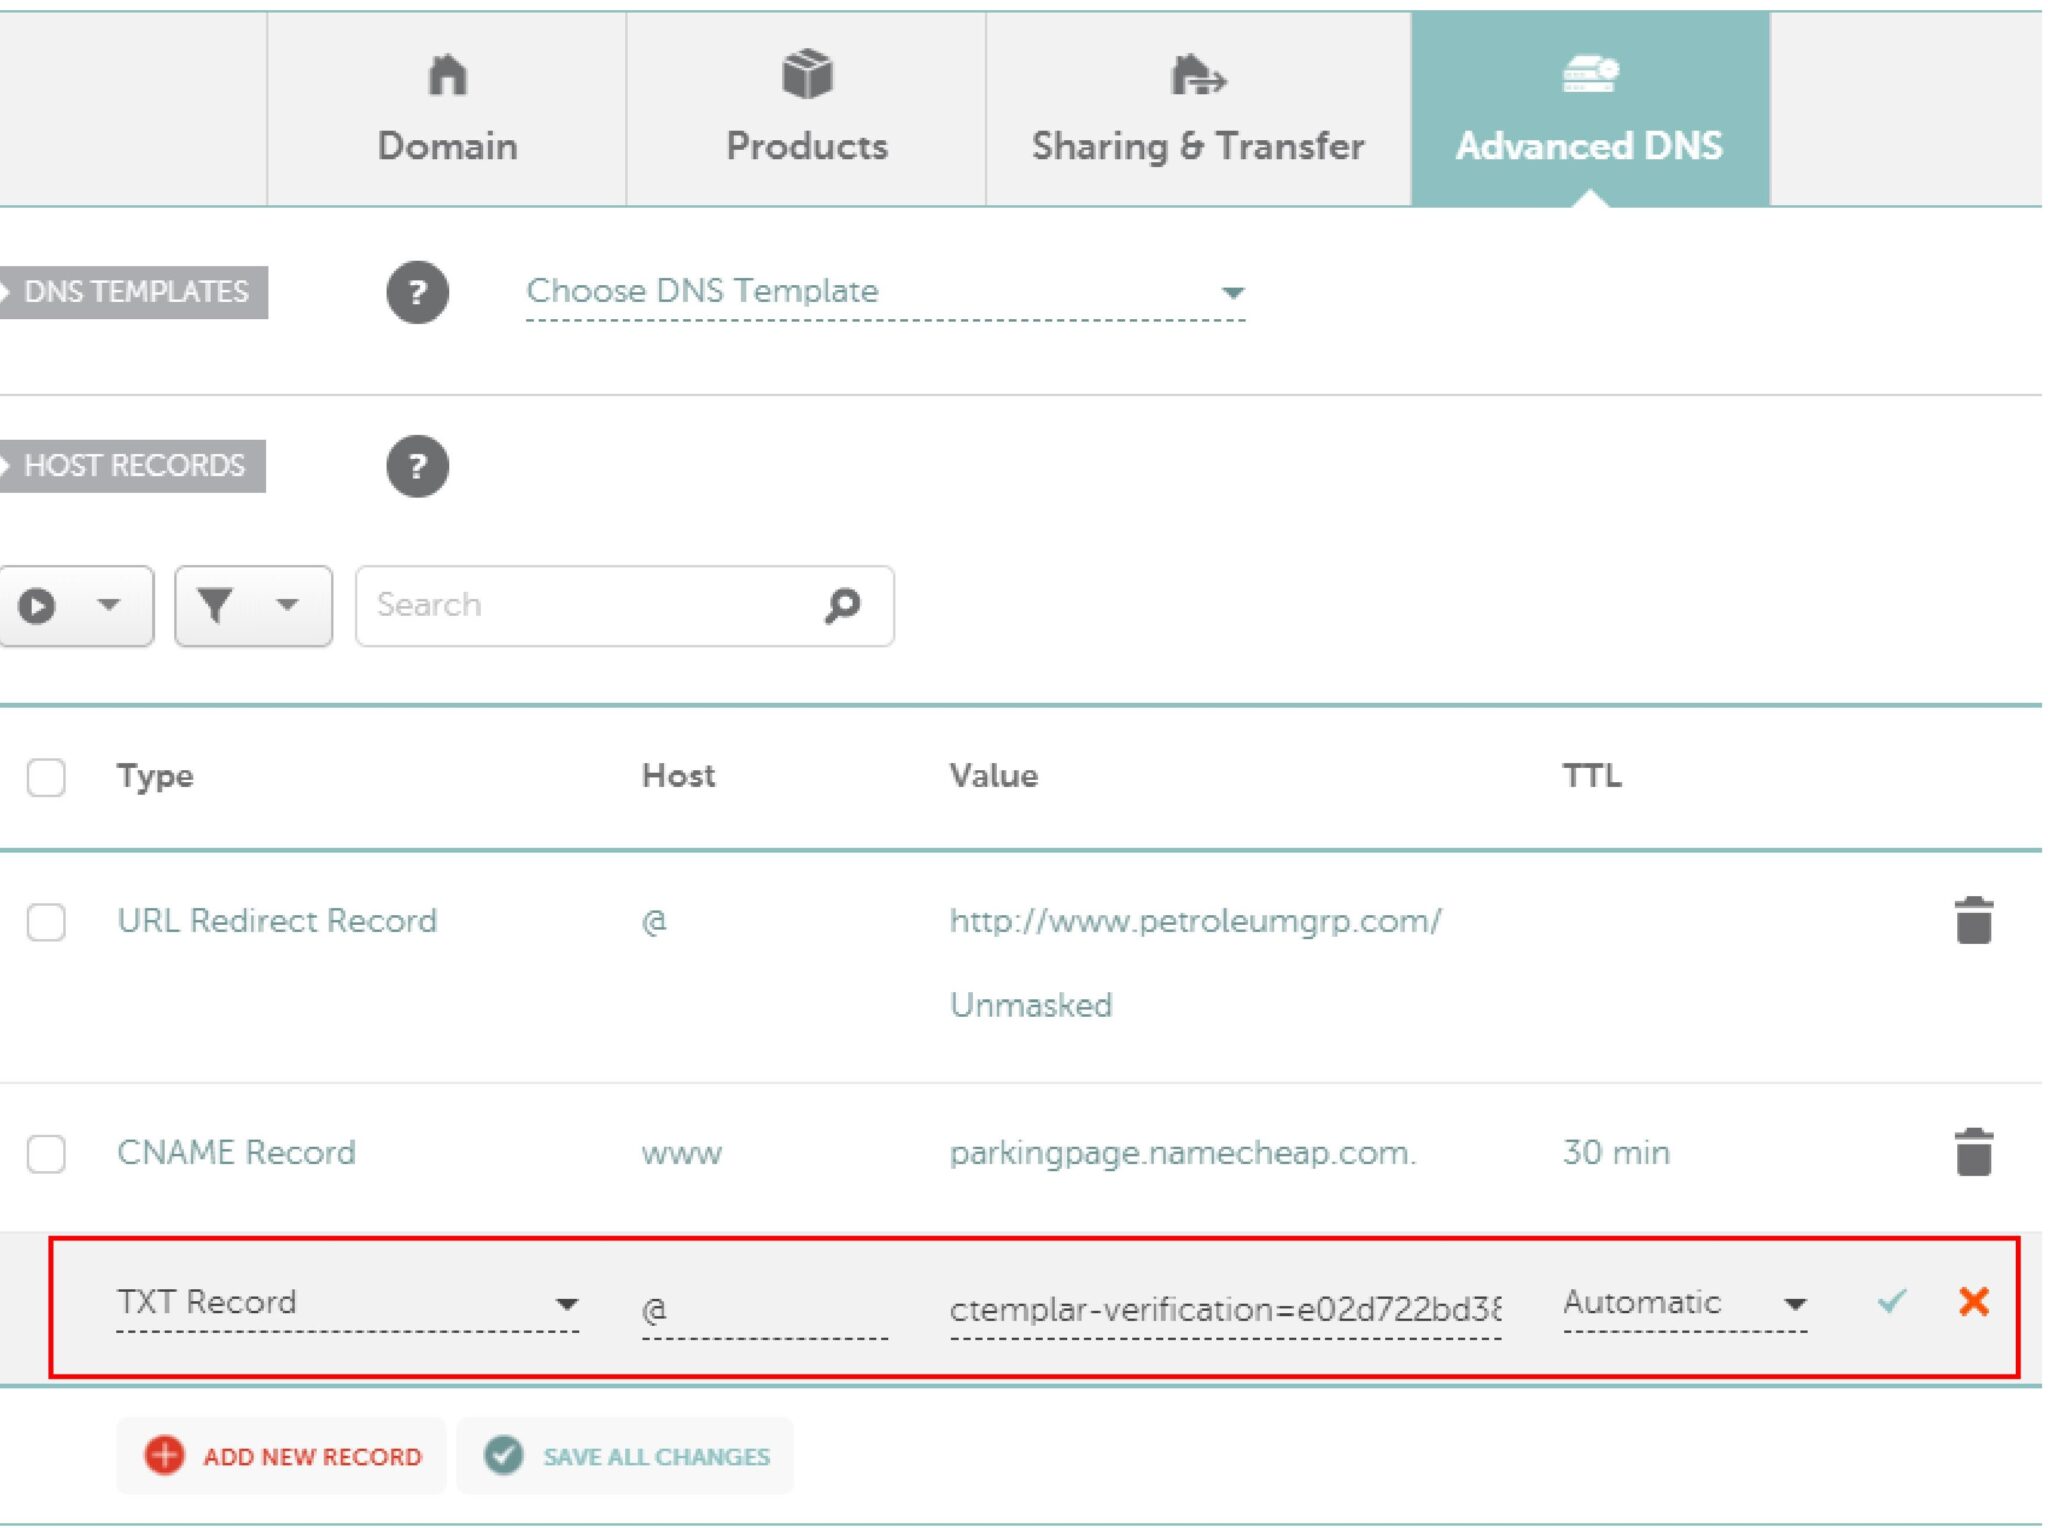 Domain
Products
Sharing & Transfer
Advanced DNS
DNS TEMPLATES
?
Choose DNS Template
HOST RECORDS
?
Search
Type Host Value TTL
URL Redirect Record @ http://www.petroleumgrp.com/
Unmasked
CNAME Record www parkingpage.namecheap.com. 30 min
TXT Record @ ctemplar-verification=e02d722bd38 Automatic
ADD NEW RECORD
SAVE ALL CHANGES